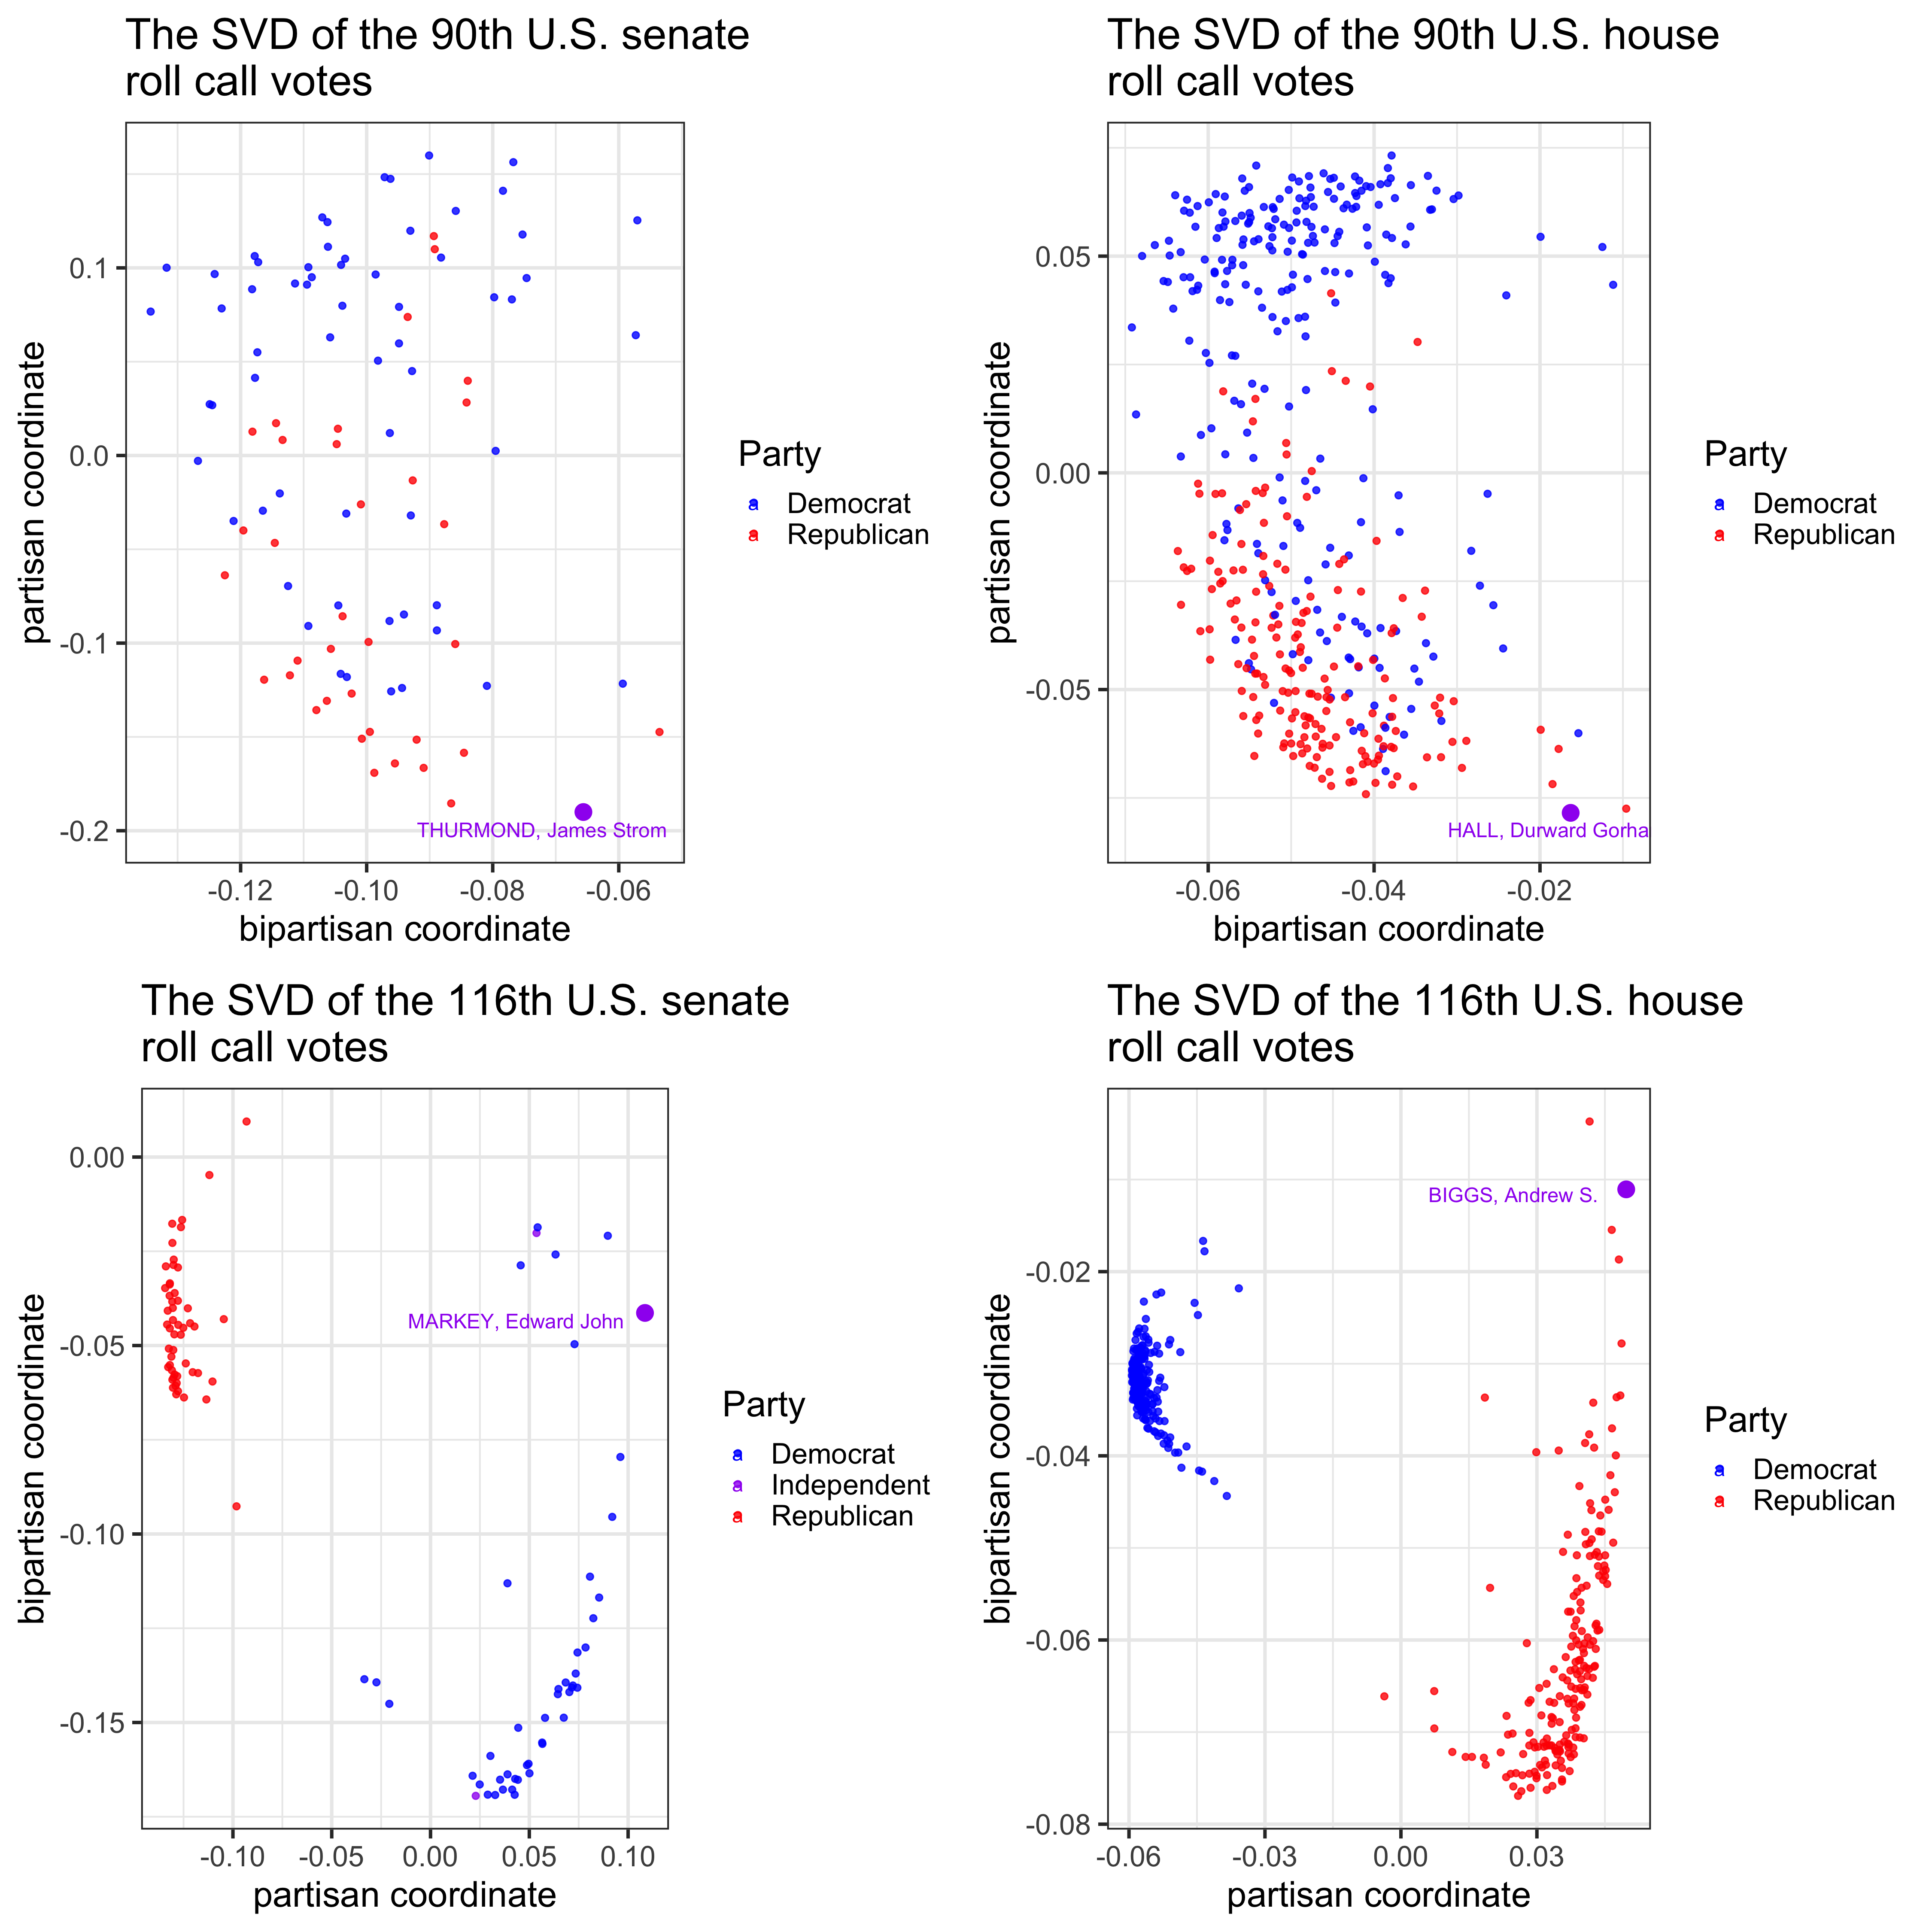 The SVD of the 90th U.S. senate
roll call votes
partisan coordinate
0.1
0.0
-0.1
-0.2
THURMOND, James Strom
-0.12
-0.10
-0.08
-0.06
bipartisan coordinate
Party
Democrat
Republican
The SVD of the 90th U.S. house
roll call votes
partisan coordinate
0.05
0.00
-0.05
HALL, Durward Gorha
-0.06
-0.04
-0.02
bipartisan coordinate
Party
Democrat
Republican
The SVD of the 116th U.S. senate
roll call votes
bipartisan coordinate
0.00
-0.05
-0.10
-0.15
MARKEY, Edward John
-0.10
-0.05
0.00
0.05
0.10
partisan coordinate
Party
Democrat
Independent
Republican
The SVD of the 116th U.S. house
roll call votes
bipartisan coordinate
-0.02
-0.04
-0.06
-0.08
BIGGS, Andrew S.
-0.06
-0.03
0.00
0.03
partisan coordinate
Party
Democrat
Republican